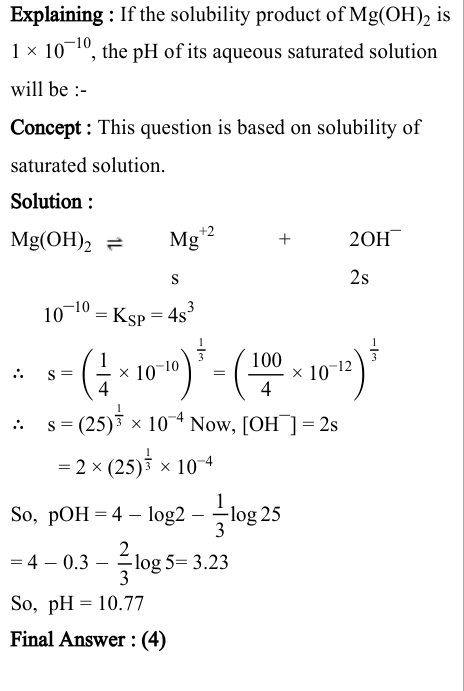 Explaining : If the solubility product of Mg(OH)₂ is
1 × 10⁻¹⁰, the pH of its aqueous saturated solution
will be :-
Concept : This question is based on solubility of
saturated solution.
Solution :
Mg(OH)₂ ⇌ Mg⁺² + 2OH⁻
s 2s
10⁻¹⁰ = K_SP = 4s³
∴ s = (1/4 × 10⁻¹⁰)^(1/3) = (100/4 × 10⁻¹²)^(1/3)
∴ s = (25)^(1/3) × 10⁻⁴ Now, [OH⁻] = 2s
= 2 × (25)^(1/3) × 10⁻⁴
So, pOH = 4 − log2 − 1/3 log 25
= 4 − 0.3 − 2/3 log 5= 3.23
So, pH = 10.77
Final Answer : (4)